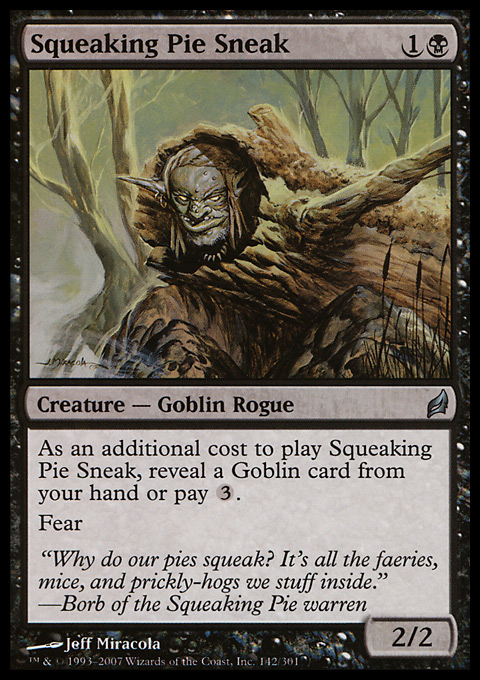 Squeaking Pie Sneak 1
Creature — Goblin Rogue
As an additional cost to play Squeaking
Pie Sneak, reveal a Goblin card from
your hand or pay 3.
Fear
“Why do our pies squeak? It’s all the faeries,
mice, and prickly-hogs we stuff inside.”
—Borb of the Squeaking Pie warren
Jeff Miracola
2/2
™ & © 1993–2007 Wizards of the Coast, Inc. 142/301